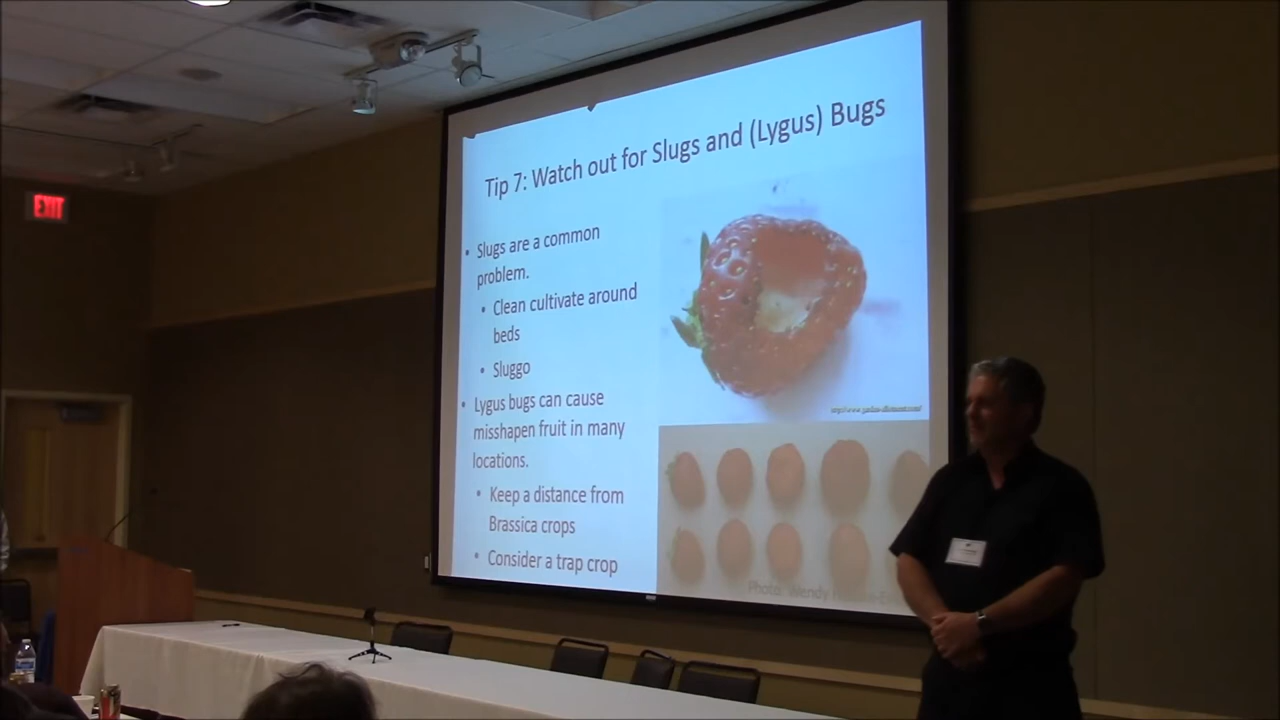 EXIT
Tip 7: Watch out for Slugs and (Lygus) Bugs
• Slugs are a common
problem.
• Clean cultivate around
beds
• Sluggo
• Lygus bugs can cause
misshapen fruit in many
locations.
• Keep a distance from
Brassica crops
• Consider a trap crop
Photo: Wendy